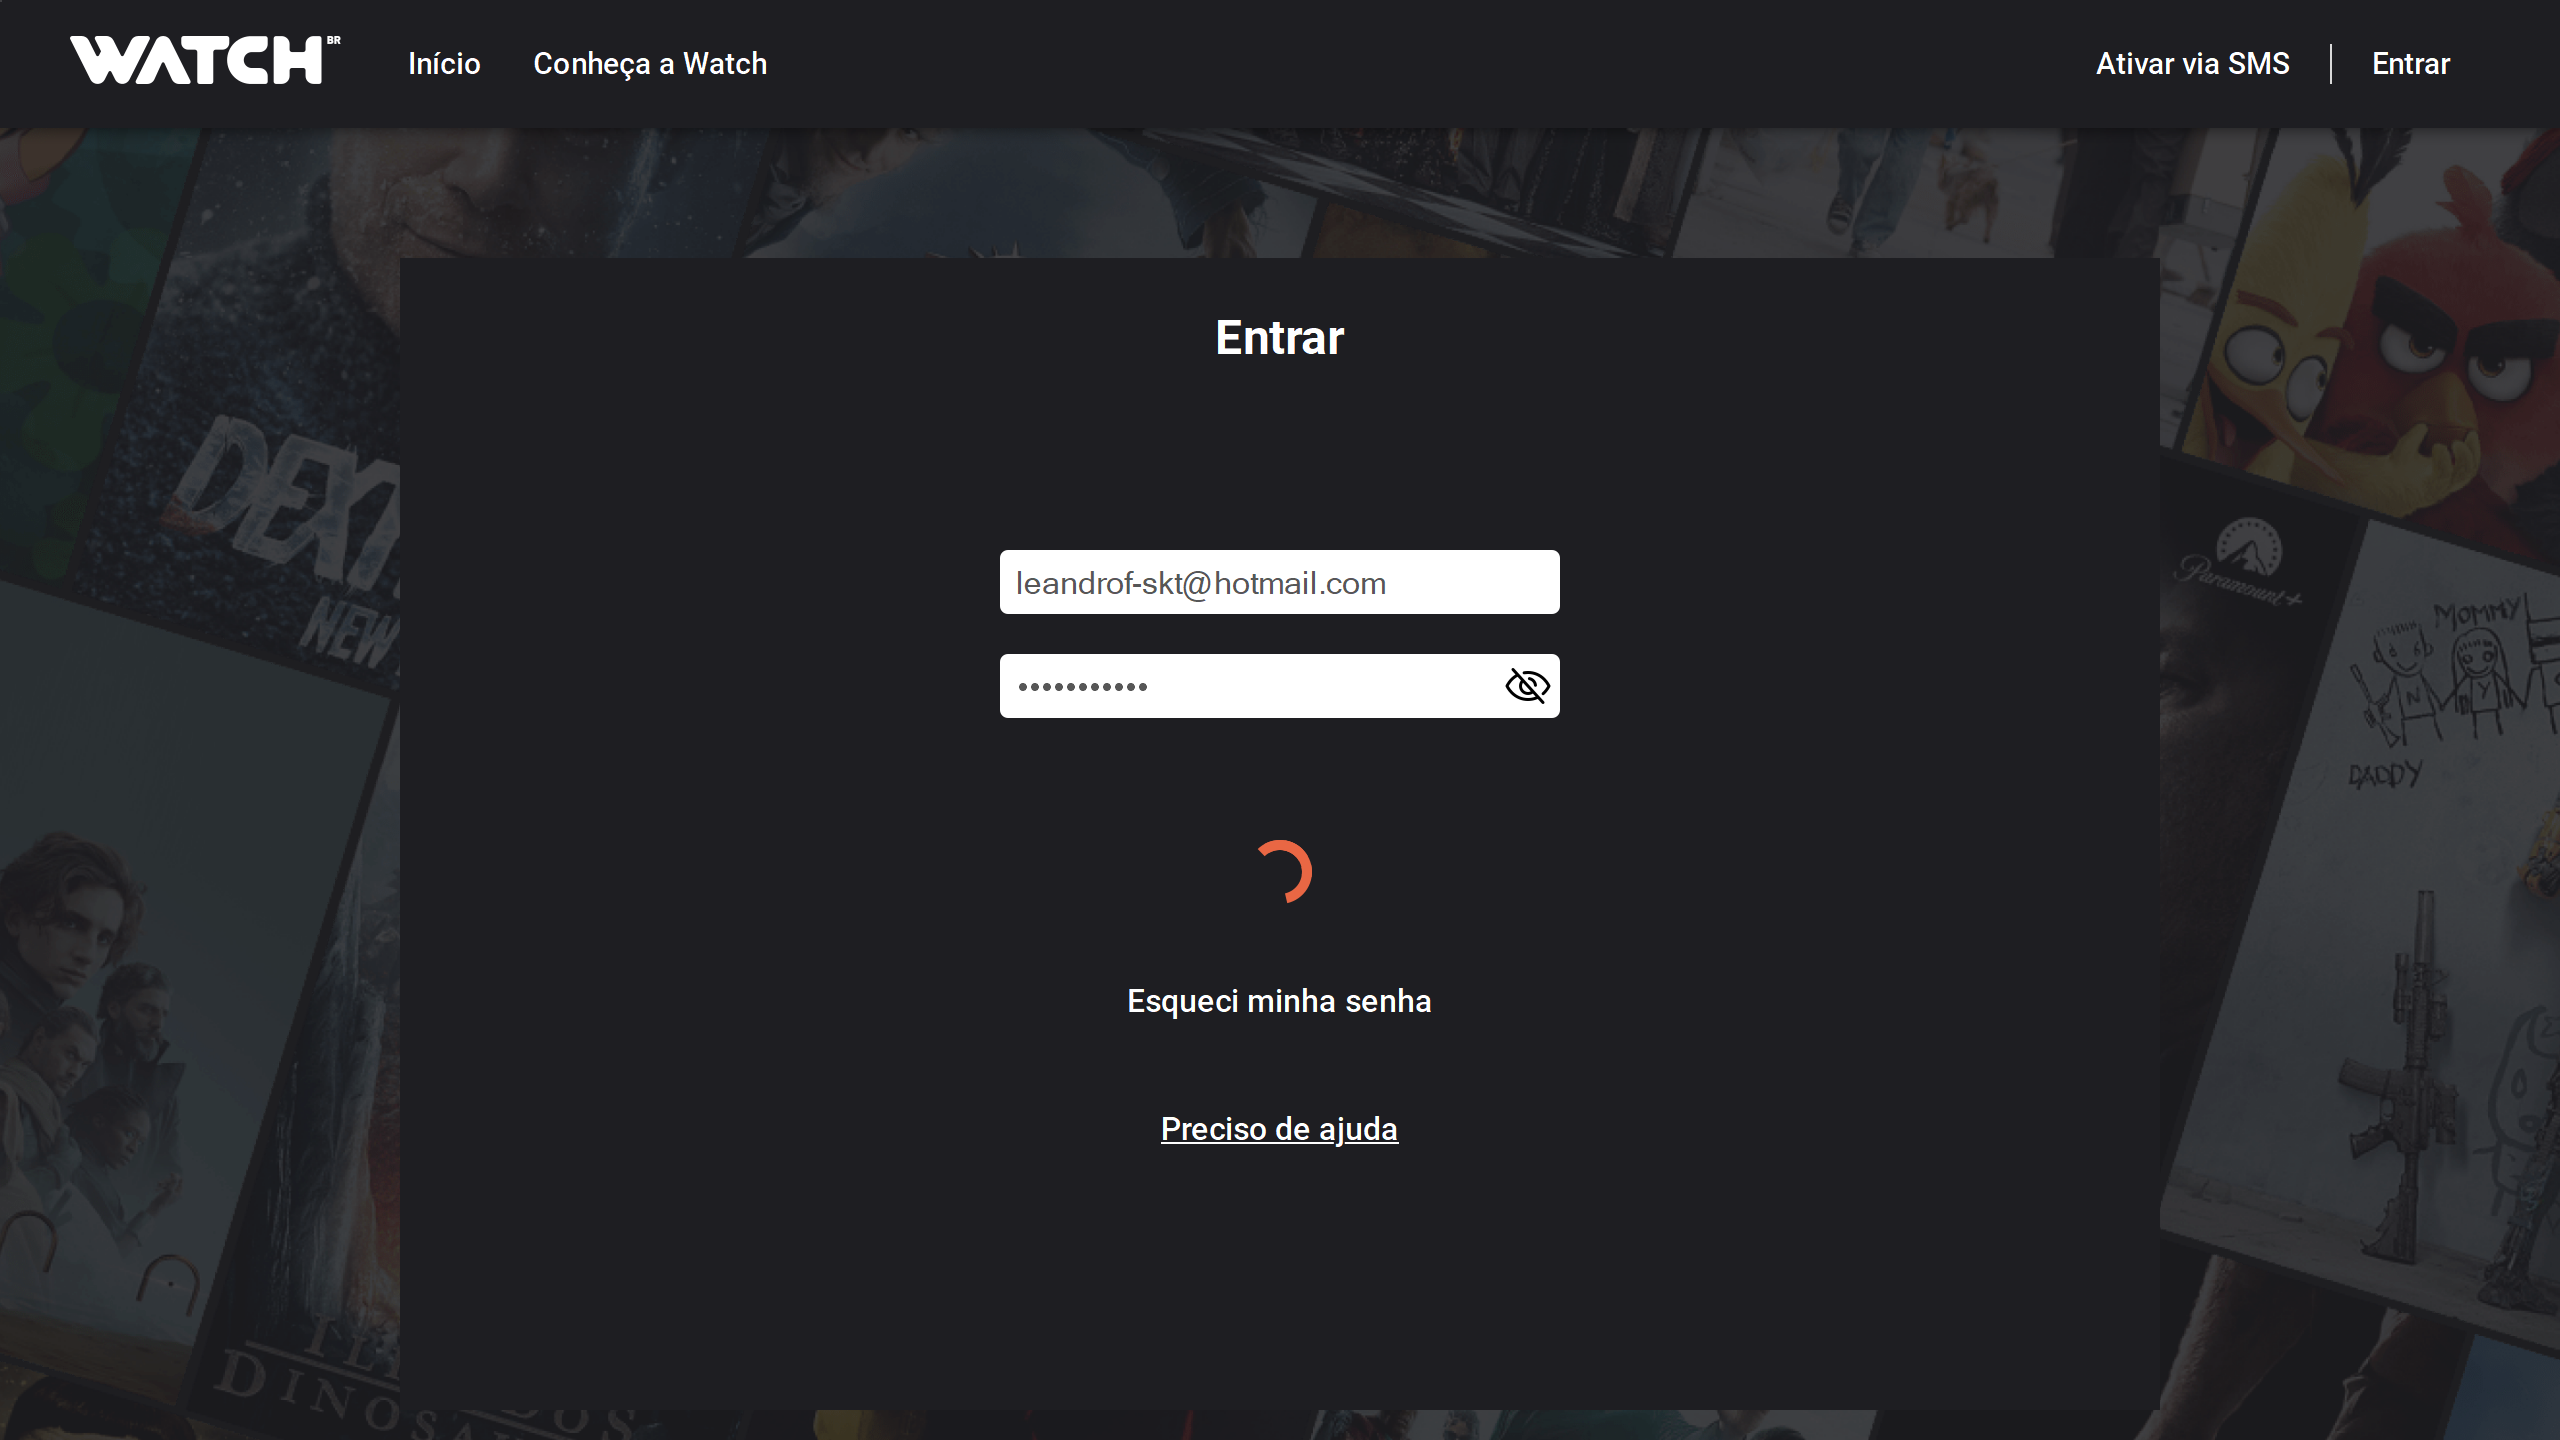 WATCH BR
Início
Conheça a Watch
Ativar via SMS
Entrar
Entrar
leandrof-skt@hotmail.com
•••••••••••
Esqueci minha senha
Preciso de ajuda
DEXT
NEW
Paramount+
MOMMY
N
Y
DADDY
DINOSA